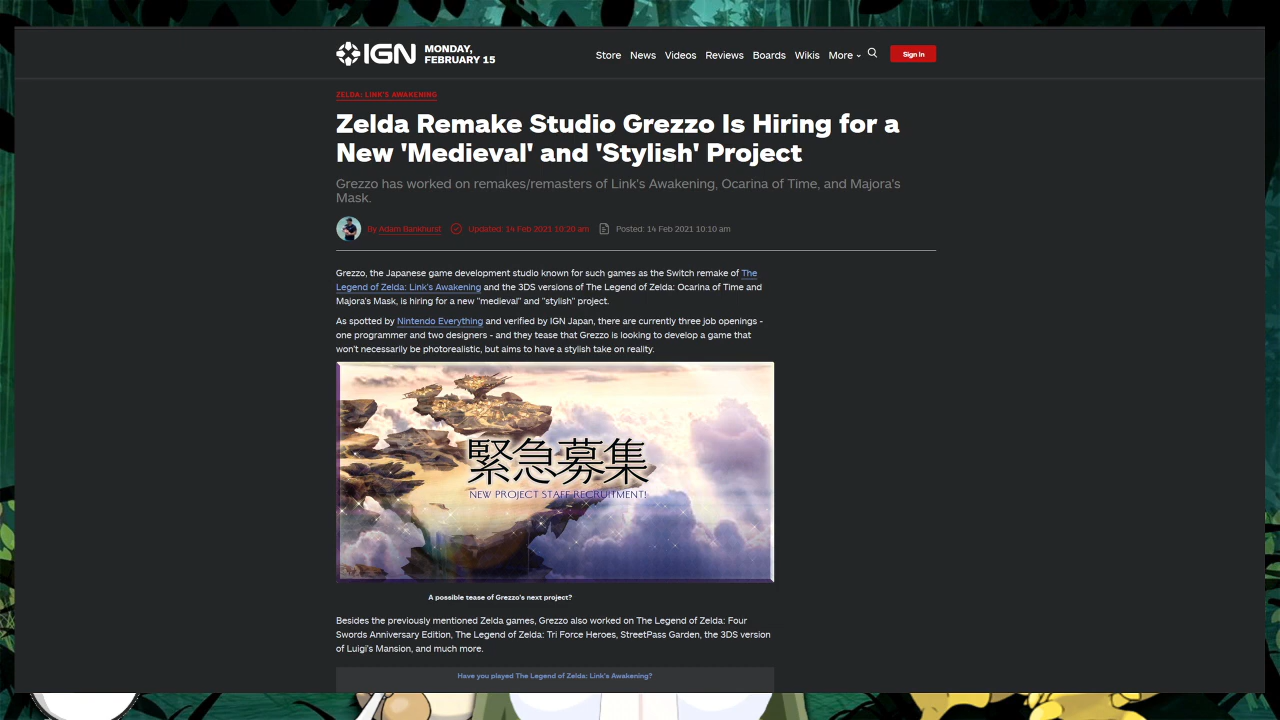 IGN
MONDAY,
FEBRUARY 15
Store News Videos Reviews Boards Wikis More Sign In
ZELDA: LINK'S AWAKENING
Zelda Remake Studio Grezzo Is Hiring for a
New 'Medieval' and 'Stylish' Project
Grezzo has worked on remakes/remasters of Link's Awakening, Ocarina of Time, and Majora's
Mask.
By Adam Bankhurst Updated: 14 Feb 2021 10:20 am Posted: 14 Feb 2021 10:10 am
Grezzo, the Japanese game development studio known for such games as the Switch remake of The
Legend of Zelda: Link's Awakening and the 3DS versions of The Legend of Zelda: Ocarina of Time and
Majora's Mask, is hiring for a new "medieval" and "stylish" project.
As spotted by Nintendo Everything and verified by IGN Japan, there are currently three job openings -
one programmer and two designers - and they tease that Grezzo is looking to develop a game that
won't necessarily be photorealistic, but aims to have a stylish take on reality.
緊急募集
NEW PROJECT STAFF RECRUITMENT!
A possible tease of Grezzo's next project?
Besides the previously mentioned Zelda games, Grezzo also worked on The Legend of Zelda: Four
Swords Anniversary Edition, The Legend of Zelda: Tri Force Heroes, StreetPass Garden, the 3DS version
of Luigi's Mansion, and much more.
Have you played The Legend of Zelda: Link's Awakening?